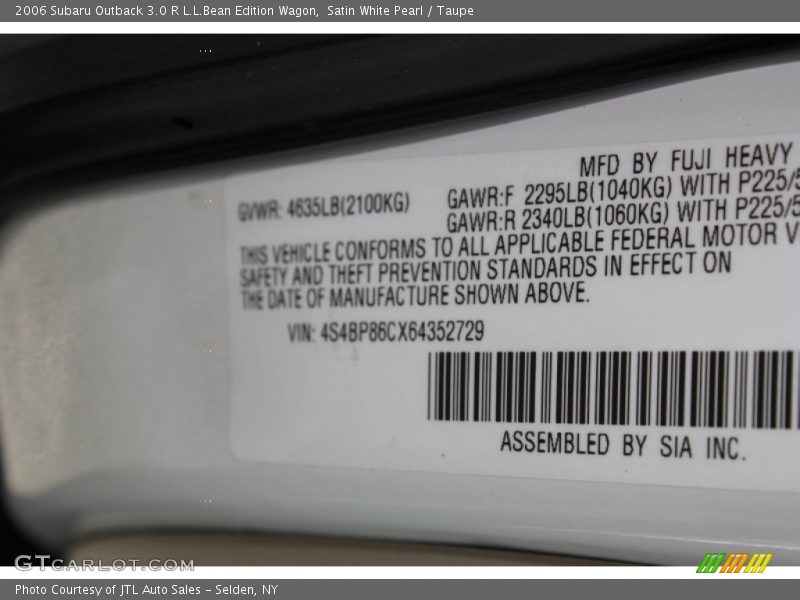 2006 Subaru Outback 3.0 R L.L.Bean Edition Wagon,  Satin White Pearl / Taupe
MFD BY FUJI HEAVY
GVWR: 4635LB(2100KG)
GAWR:F 2295LB(1040KG) WITH P225/5
GAWR:R 2340LB(1060KG) WITH P225/5
THIS VEHICLE CONFORMS TO ALL APPLICABLE FEDERAL MOTOR V
SAFETY AND THEFT PREVENTION STANDARDS IN EFFECT ON
THE DATE OF MANUFACTURE SHOWN ABOVE.
VIN: 4S4BP86CX64352729
ASSEMBLED BY SIA INC.
GTCARLOT.COM
Photo Courtesy of JTL Auto Sales - Selden, NY